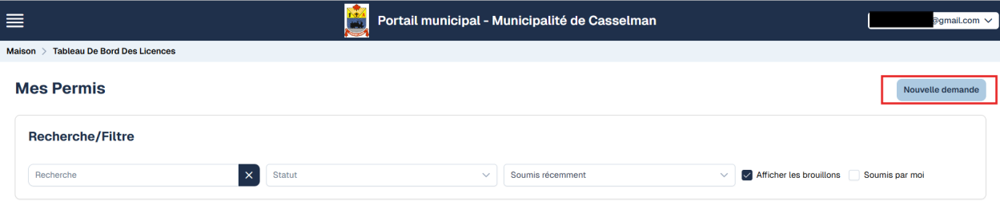 Portail municipal - Municipalité de Casselman
@gmail.com
Maison > Tableau De Bord Des Licences
Mes Permis
Nouvelle demande
Recherche/Filtre
Recherche
Statut
Soumis récemment
Afficher les brouillons
Soumis par moi